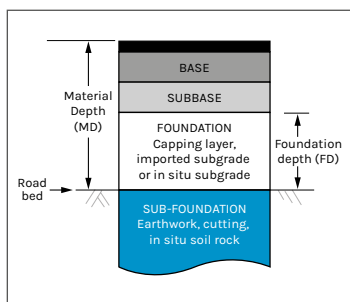 BASE
SUBBASE
Material
Depth
(MD)
FOUNDATION
Capping layer,
imported subgrade
or in situ subgrade
Foundation
depth (FD)
Road
bed
SUB-FOUNDATION
Earthwork, cutting,
in situ soil rock